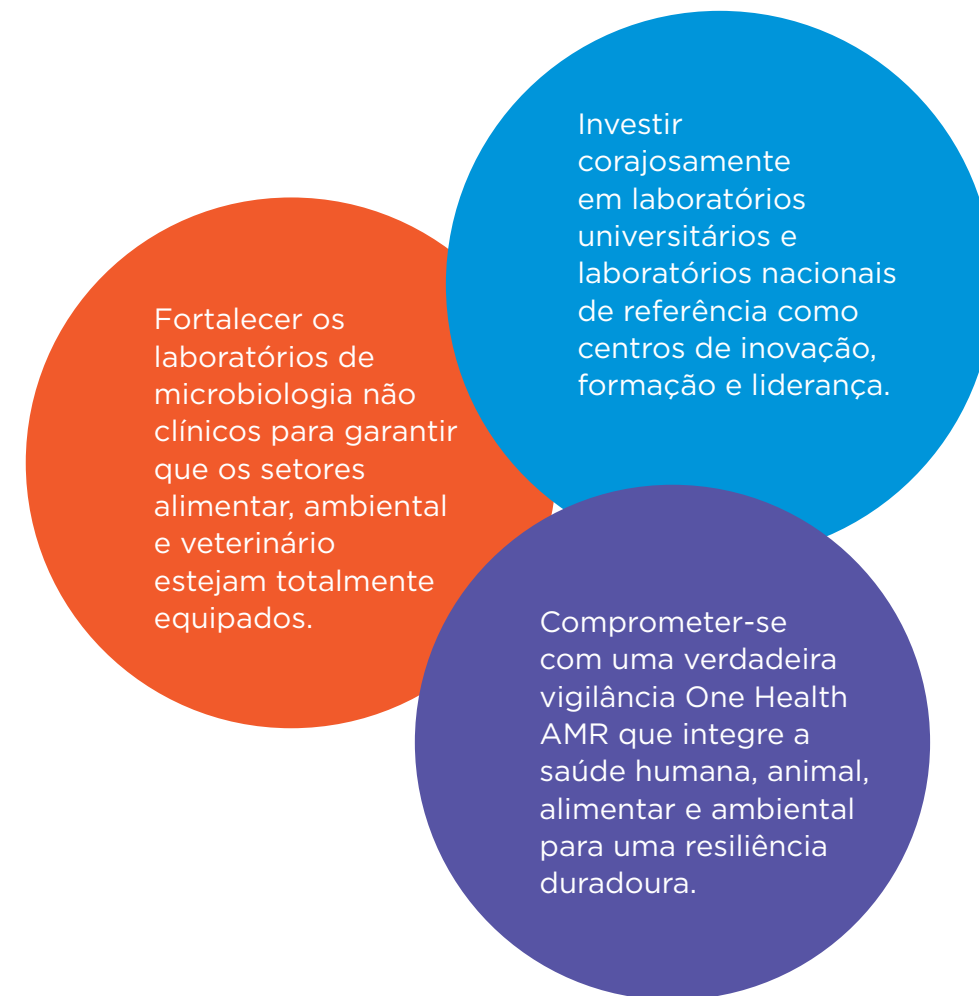 Investir
corajosamente
em laboratórios
universitários e
laboratórios nacionais
de referência como
centros de inovação,
formação e liderança.
Fortalecer os
laboratórios de
microbiologia não
clínicos para garantir
que os setores
alimentar, ambiental
e veterinário
estejam totalmente
equipados.
Comprometer-se
com uma verdadeira
vigilância One Health
AMR que integre a
saúde humana, animal,
alimentar e ambiental
para uma resiliência
duradoura.